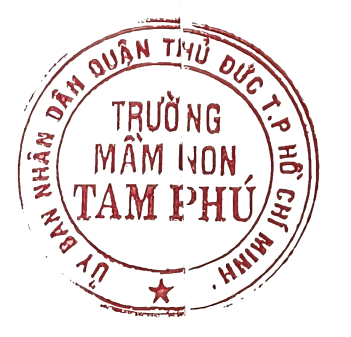 ỦY BAN NHÂN DÂN QUẬN THỦ ĐỨC T.P HỒ CHÍ MINH
TRƯỜNG
MẦM NON
TAM PHÚ